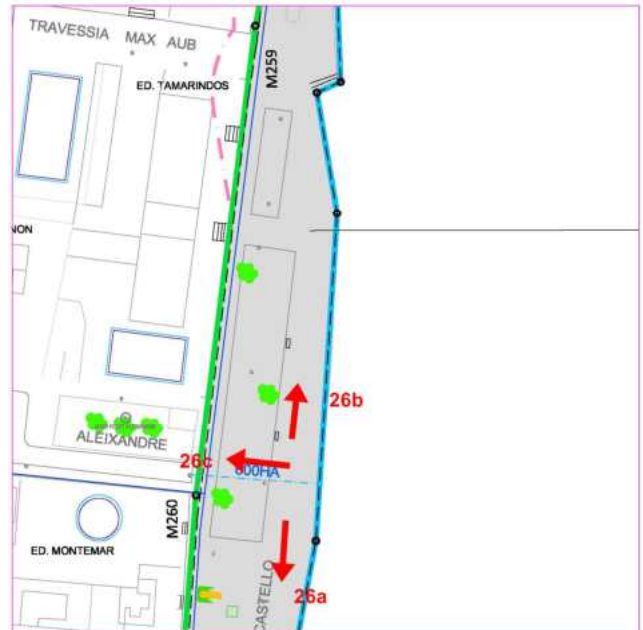 TRAVESSIA MAX AUB
M259
ED. TAMARINDOS
NON
26b
ALEIXANDRE
26c
600HA
M260
ED. MONTEMAR
CASTELLO
26a